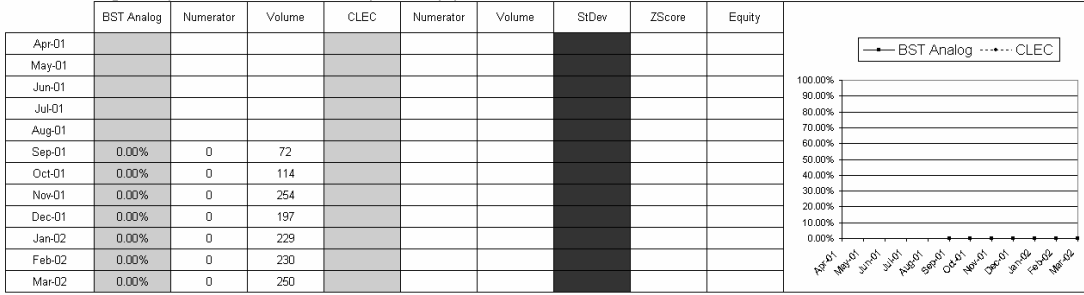 BST Analog Numerator Volume CLEC Numerator Volume StDev ZScore Equity
Apr-01
May-01
Jun-01
Jul-01
Aug-01
Sep-01 0.00% 0 72
Oct-01 0.00% 0 114
Nov-01 0.00% 0 254
Dec-01 0.00% 0 197
Jan-02 0.00% 0 229
Feb-02 0.00% 0 230
Mar-02 0.00% 0 250
BST Analog CLEC
100.00%
90.00%
80.00%
70.00%
60.00%
50.00%
40.00%
30.00%
20.00%
10.00%
0.00%
Apr-01 May-01 Jun-01 Jul-01 Aug-01 Sep-01 Oct-01 Nov-01 Dec-01 Jan-02 Feb-02 Mar-02